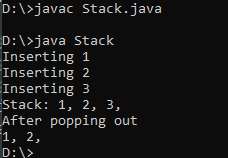 D:\>javac Stack.java
D:\>java Stack
Inserting 1
Inserting 2
Inserting 3
Stack: 1, 2, 3,
After popping out
1, 2,
D:\>